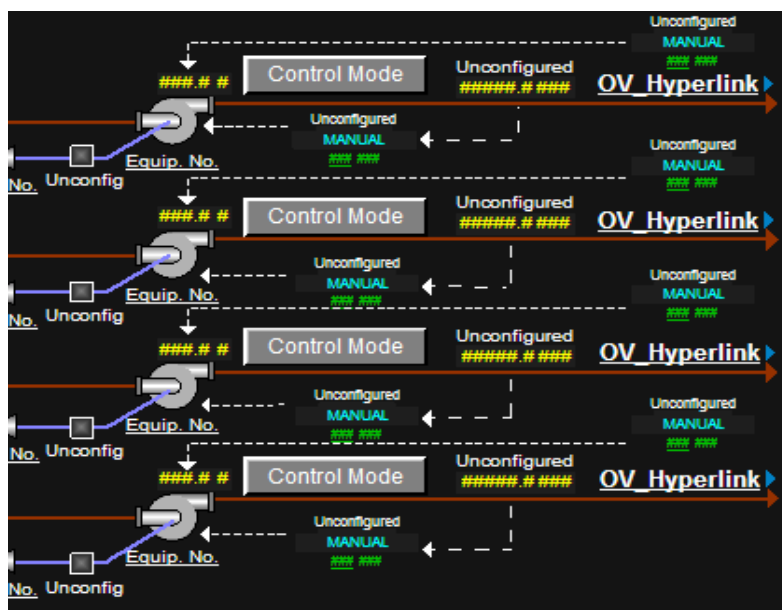 Unconfigured
MANUAL
### ###
###.# #
Control Mode
Unconfigured
#####.# ###
OV_Hyperlink
Unconfigured
MANUAL
### ###
Equip. No.
No.
Unconfig
Unconfigured
MANUAL
### ###
###.# #
Control Mode
Unconfigured
#####.# ###
OV_Hyperlink
Unconfigured
MANUAL
### ###
Equip. No.
No.
Unconfig
Unconfigured
MANUAL
### ###
###.# #
Control Mode
Unconfigured
#####.# ###
OV_Hyperlink
Unconfigured
MANUAL
### ###
Equip. No.
No.
Unconfig
Unconfigured
MANUAL
### ###
###.# #
Control Mode
Unconfigured
#####.# ###
OV_Hyperlink
Unconfigured
MANUAL
### ###
Equip. No.
No.
Unconfig